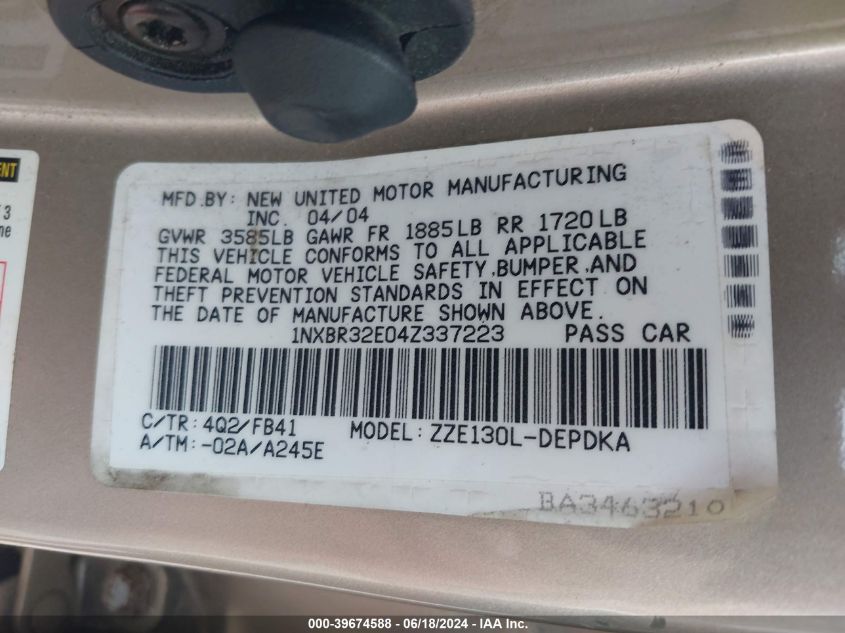 ENT
3
ne
MFD.BY: NEW UNITED MOTOR MANUFACTURING
INC. 04/04
GVWR 3585LB GAWR FR 1885LB RR 1720LB
THIS VEHICLE CONFORMS TO ALL APPLICABLE
FEDERAL MOTOR VEHICLE SAFETY,BUMPER,AND
THEFT PREVENTION STANDARDS IN EFFECT ON
THE DATE OF MANUFACTURE SHOWN ABOVE.
1NXBR32E04Z337223 PASS CAR
C/TR: 4Q2/FB41 MODEL: ZZE130L-DEPDKA
A/TM: -02A/A245E
BA3463210
000-39674588 - 06/18/2024 - IAA Inc.